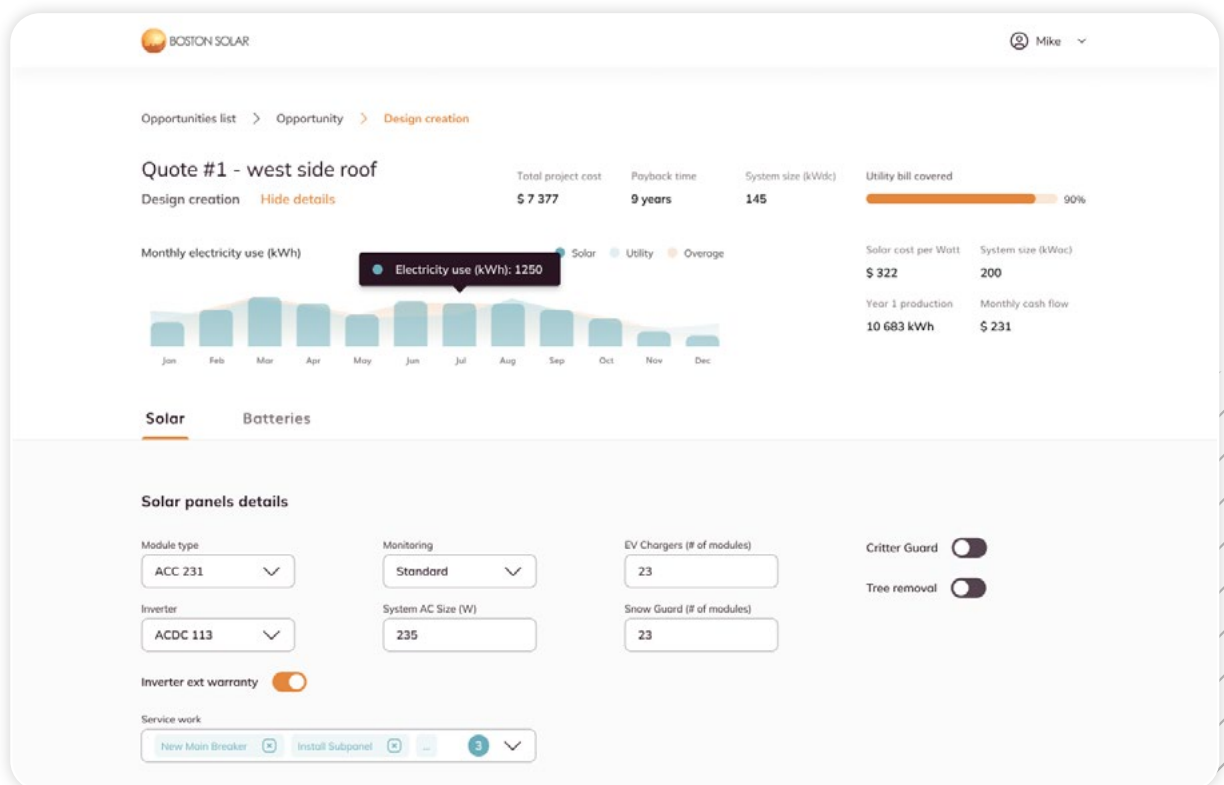 BOSTON SOLAR
Mike
Opportunities list > Opportunity > Design creation
Quote #1 - west side roof
Design creation Hide details
Total project cost
$ 7 377
Payback time
9 years
System size (kWdc)
145
Utility bill covered
90%
Monthly electricity use (kWh)
Solar Utility Overage
Electricity use (kWh): 1250
Jan Feb Mar Apr May Jun Jul Aug Sep Oct Nov Dec
Solar cost per Watt
$ 322
System size (kWac)
200
Year 1 production
10 683 kWh
Monthly cash flow
$ 231
Solar Batteries
Solar panels details
Module type
ACC 231
Monitoring
Standard
EV Chargers (# of modules)
23
Critter Guard
Tree removal
Inverter
ACDC 113
System AC Size (W)
235
Snow Guard (# of modules)
23
Inverter ext warranty
Service work
New Main Breaker Install Subpanel ... 3